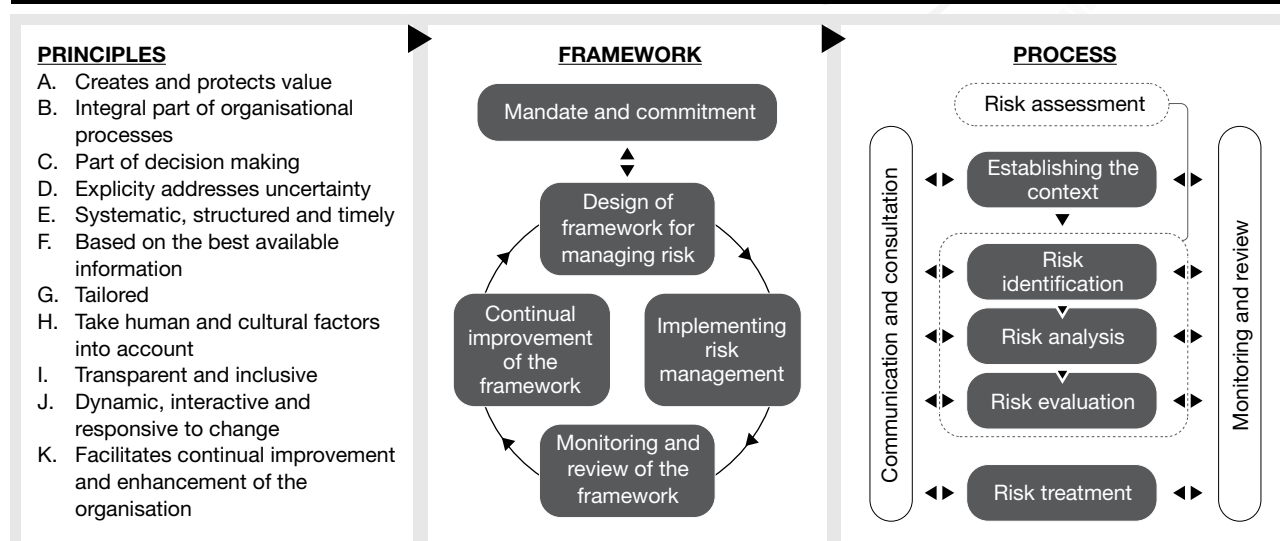 PRINCIPLES
A. Creates and protects value
B. Integral part of organisational
processes
C. Part of decision making
D. Explicity addresses uncertainty
E. Systematic, structured and timely
F. Based on the best available
information
G. Tailored
H. Take human and cultural factors
into account
I. Transparent and inclusive
J. Dynamic, interactive and
responsive to change
K. Facilitates continual improvement
and enhancement of the
organisation
FRAMEWORK
Mandate and commitment
Design of
framework for
managing risk
Implementing
risk
management
Monitoring and
review of the
framework
Continual
improvement
of the
framework
PROCESS
Risk assessment
Communication and consultation
Establishing the
context
Risk
identification
Risk analysis
Risk evaluation
Risk treatment
Monitoring and review